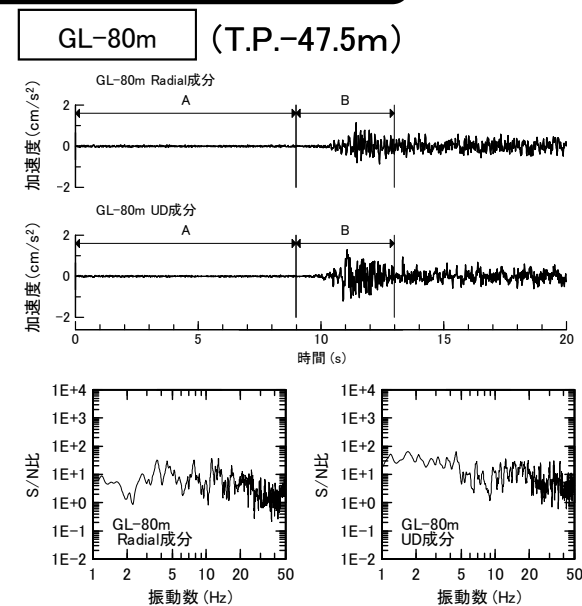 GL-80m (T.P.-47.5m)
GL-80m Radial成分
加速度(cm/s²)
2
0
-2
A B
GL-80m UD成分
加速度(cm/s²)
2
0
-2
A B
0 5 10 15 20
時間(s)
S/N比
1E+4
1E+3
1E+2
1E+1
1E+0
1E-1
1E-2
GL-80m
Radial成分
1 2 5 10 20 50
振動数(Hz)
S/N比
1E+4
1E+3
1E+2
1E+1
1E+0
1E-1
1E-2
GL-80m
UD成分
1 2 5 10 20 50
振動数(Hz)